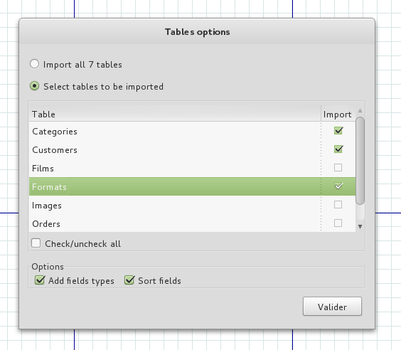 Tables options
Import all 7 tables
Select tables to be imported
Table Import
Categories
Customers
Films
Formats
Images
Orders
Check/uncheck all
Options
Add fields types Sort fields
Valider